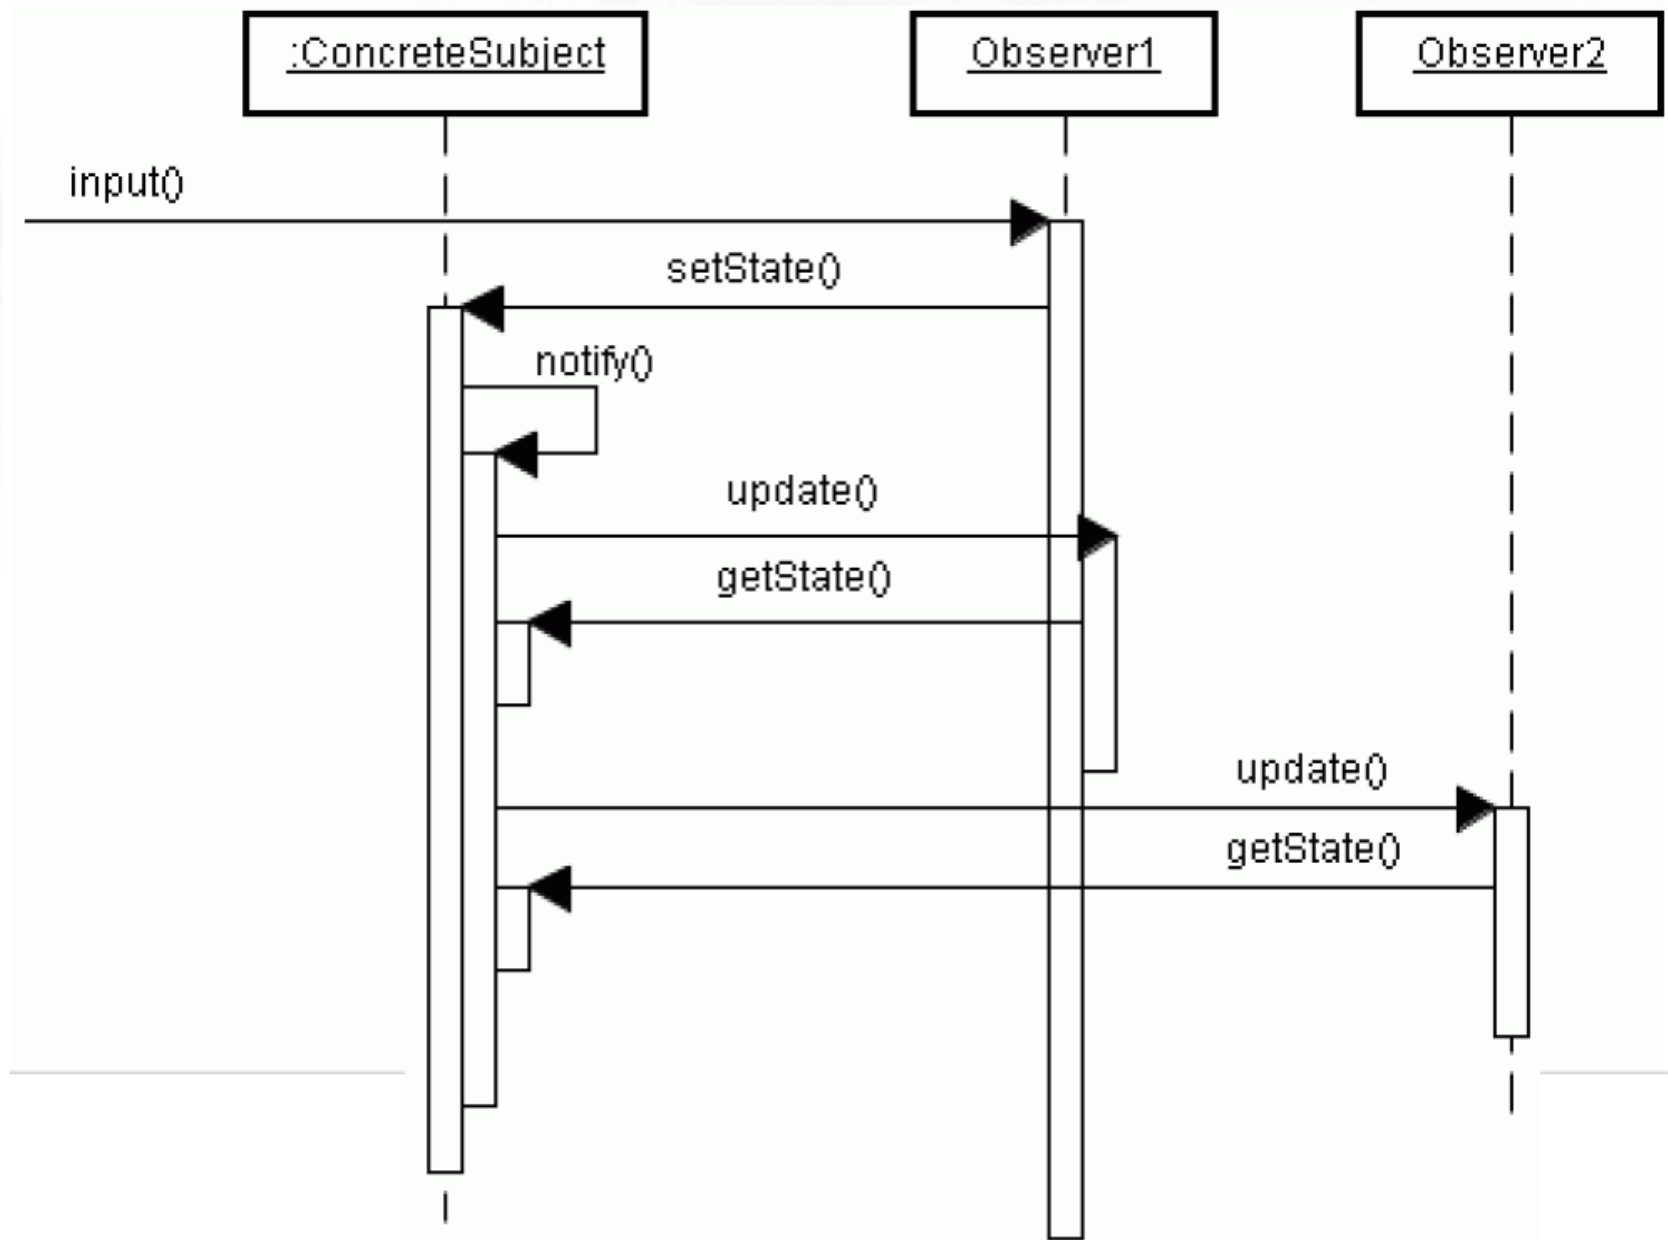 :ConcreteSubject
Observer1
Observer2
input()
setState()
notify()
update()
getState()
update()
getState()